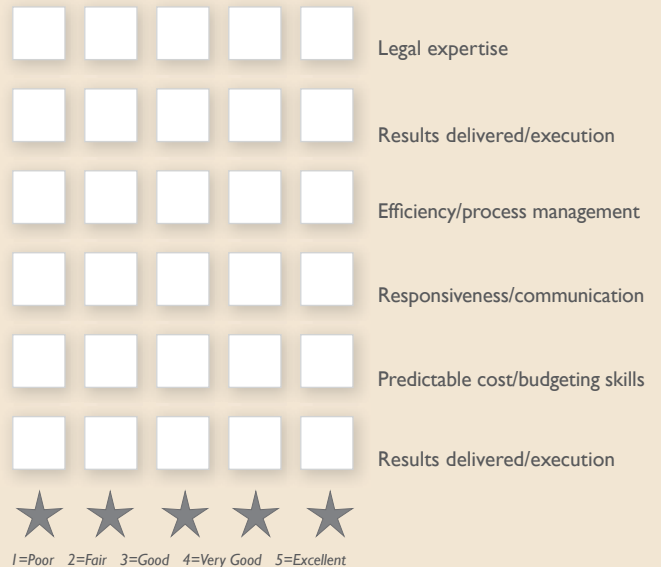 Legal expertise
Results delivered/execution
Efficiency/process management
Responsiveness/communication
Predictable cost/budgeting skills
Results delivered/execution
1=Poor 2=Fair 3=Good 4=Very Good 5=Excellent